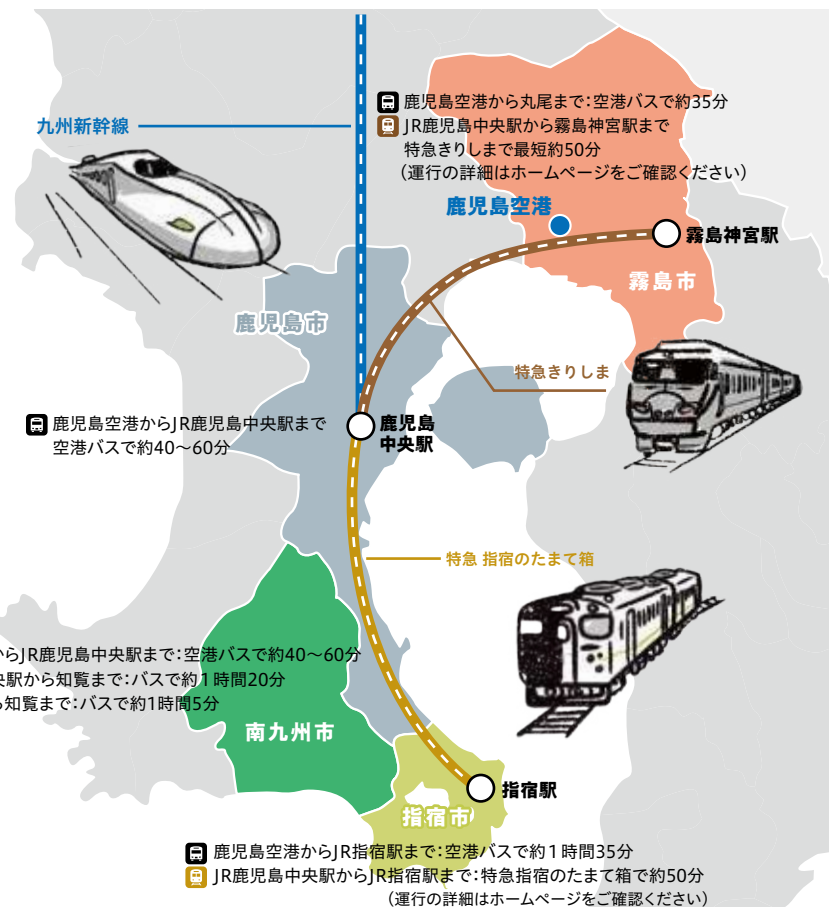 鹿児島空港から丸尾まで：空港バスで約35分
九州新幹線
JR鹿児島中央駅から霧島神宮駅まで
特急きりしまで最短約50分
（運行の詳細はホームページをご確認ください）
鹿児島空港
霧島神宮駅
霧島市
鹿児島市
特急きりしま
鹿児島空港からJR鹿児島中央駅まで
空港バスで約40〜60分
鹿児島
中央駅
特急 指宿のたまて箱
からJR鹿児島中央駅まで：空港バスで約40〜60分
央駅から知覧まで：バスで約1時間20分
知覧まで：バスで約1時間5分
南九州市
指宿駅
指宿市
鹿児島空港からJR指宿駅まで：空港バスで約1時間35分
JR鹿児島中央駅からJR指宿駅まで：特急指宿のたまて箱で約50分
（運行の詳細はホームページをご確認ください）